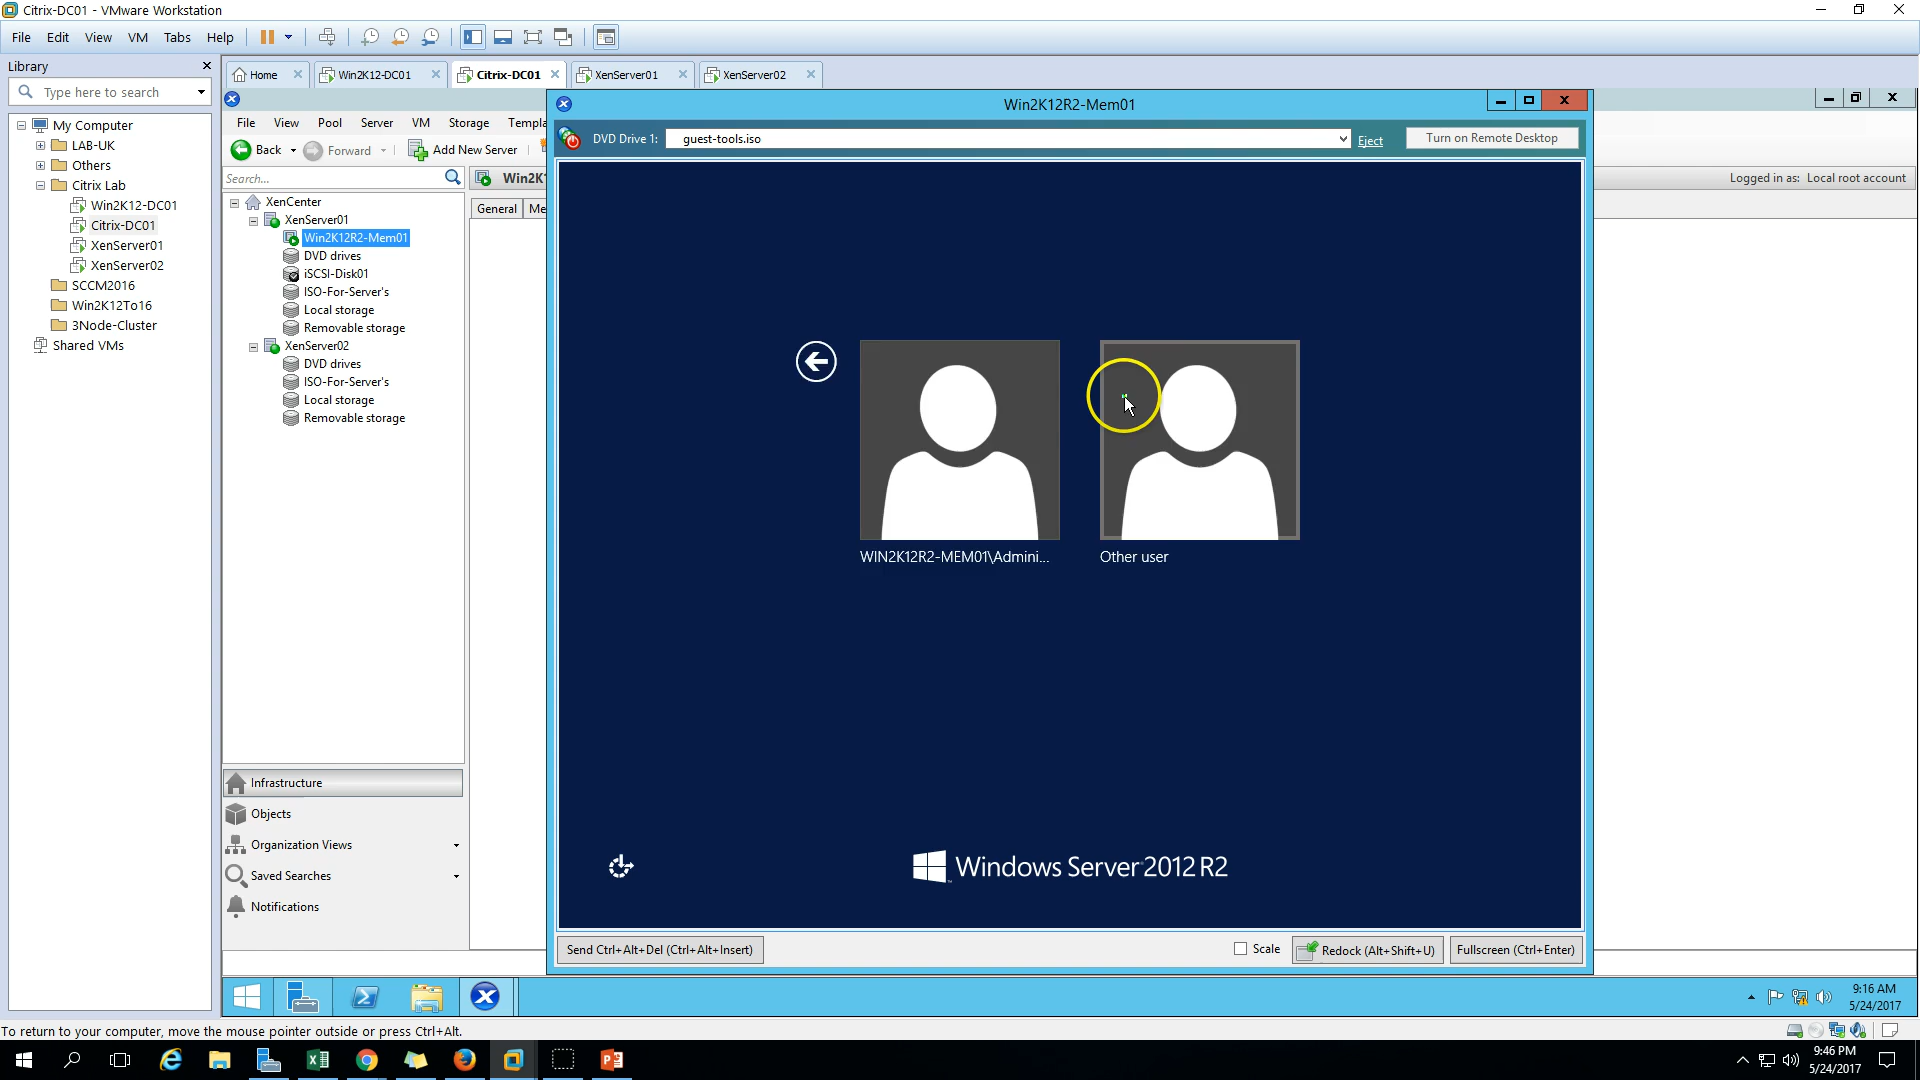 Citrix-DC01 - VMware Workstation
File Edit View VM Tabs Help
Library
Type here to search
My Computer
LAB-UK
Others
Citrix Lab
Win2K12-DC01
Citrix-DC01
XenServer01
XenServer02
SCCM2016
Win2K12To16
3Node-Cluster
Shared VMs
Home
Win2K12-DC01
Citrix-DC01
XenServer01
XenServer02
File View Pool Server VM Storage Templa
Back Forward Add New Server
Search...
Win2K1
Logged in as: Local root account
General Me
XenCenter
XenServer01
Win2K12R2-Mem01
DVD drives
iSCSI-Disk01
ISO-For-Server's
Local storage
Removable storage
XenServer02
DVD drives
ISO-For-Server's
Local storage
Removable storage
Infrastructure
Objects
Organization Views
Saved Searches
Notifications
Win2K12R2-Mem01
DVD Drive 1: guest-tools.iso Eject Turn on Remote Desktop
WIN2K12R2-MEM01\Admini...
Other user
Windows Server 2012 R2
Send Ctrl+Alt+Del (Ctrl+Alt+Insert)
Scale
Redock (Alt+Shift+U)
Fullscreen (Ctrl+Enter)
9:16 AM
5/24/2017
To return to your computer, move the mouse pointer outside or press Ctrl+Alt.
9:46 PM
5/24/2017